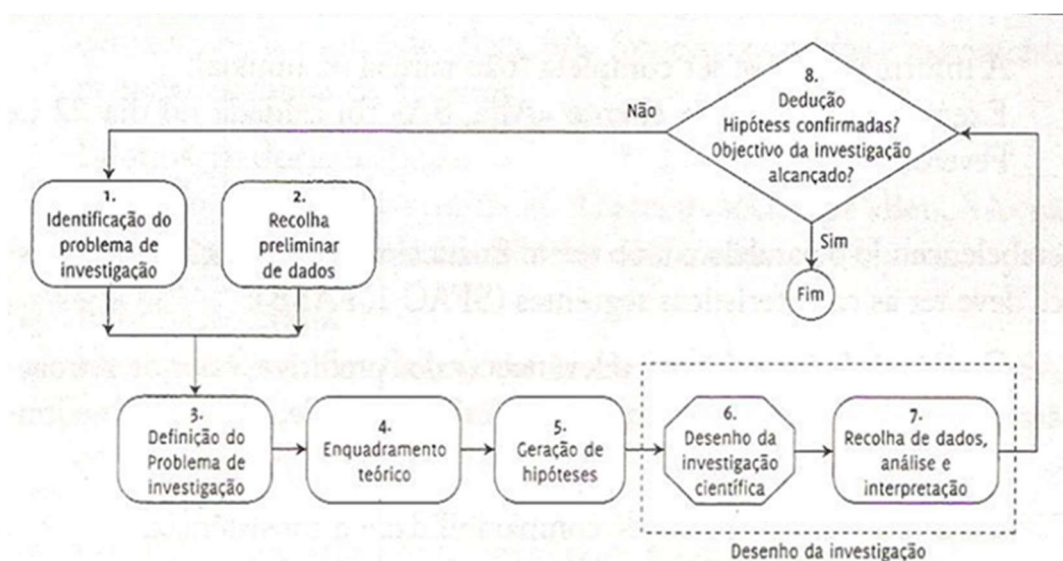 8.
Dedução
Hipótess confirmadas?
Objectivo da investigação
alcançado?
Não
Sim
Fim
1.
Identificação do
problema de
investigação
2.
Recolha
preliminar
de dados
3.
Definição do
Problema de
investigação
4.
Enquadramento
teórico
5.
Geração de
hipóteses
6.
Desenho da
investigação
científica
7.
Recolha de dados,
análise e
interpretação
Desenho da investigação